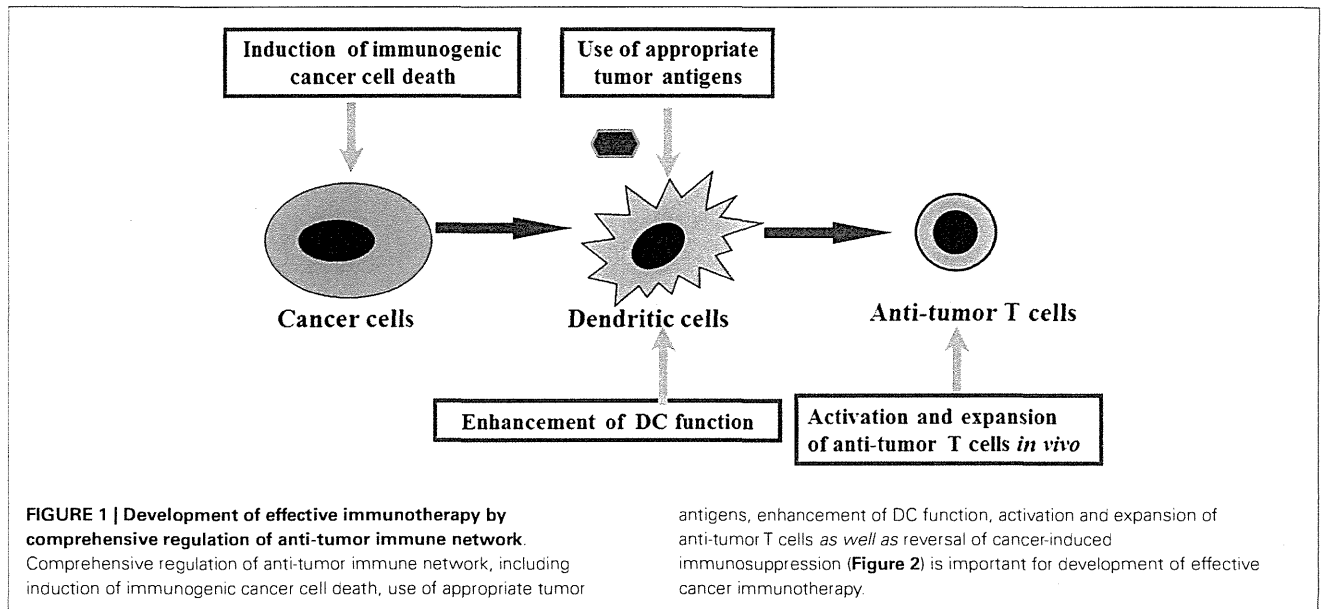 Induction of immunogenic
cancer cell death
Use of appropriate
tumor antigens
Cancer cells
Dendritic cells
Anti-tumor T cells
Enhancement of DC function
Activation and expansion
of anti-tumor T cells in vivo
FIGURE 1 | Development of effective immunotherapy by
comprehensive regulation of anti-tumor immune network.
Comprehensive regulation of anti-tumor immune network, including
induction of immunogenic cancer cell death, use of appropriate tumor
antigens, enhancement of DC function, activation and expansion of
anti-tumor T cells as well as reversal of cancer-induced
immunosuppression (Figure 2) is important for development of effective
cancer immunotherapy.